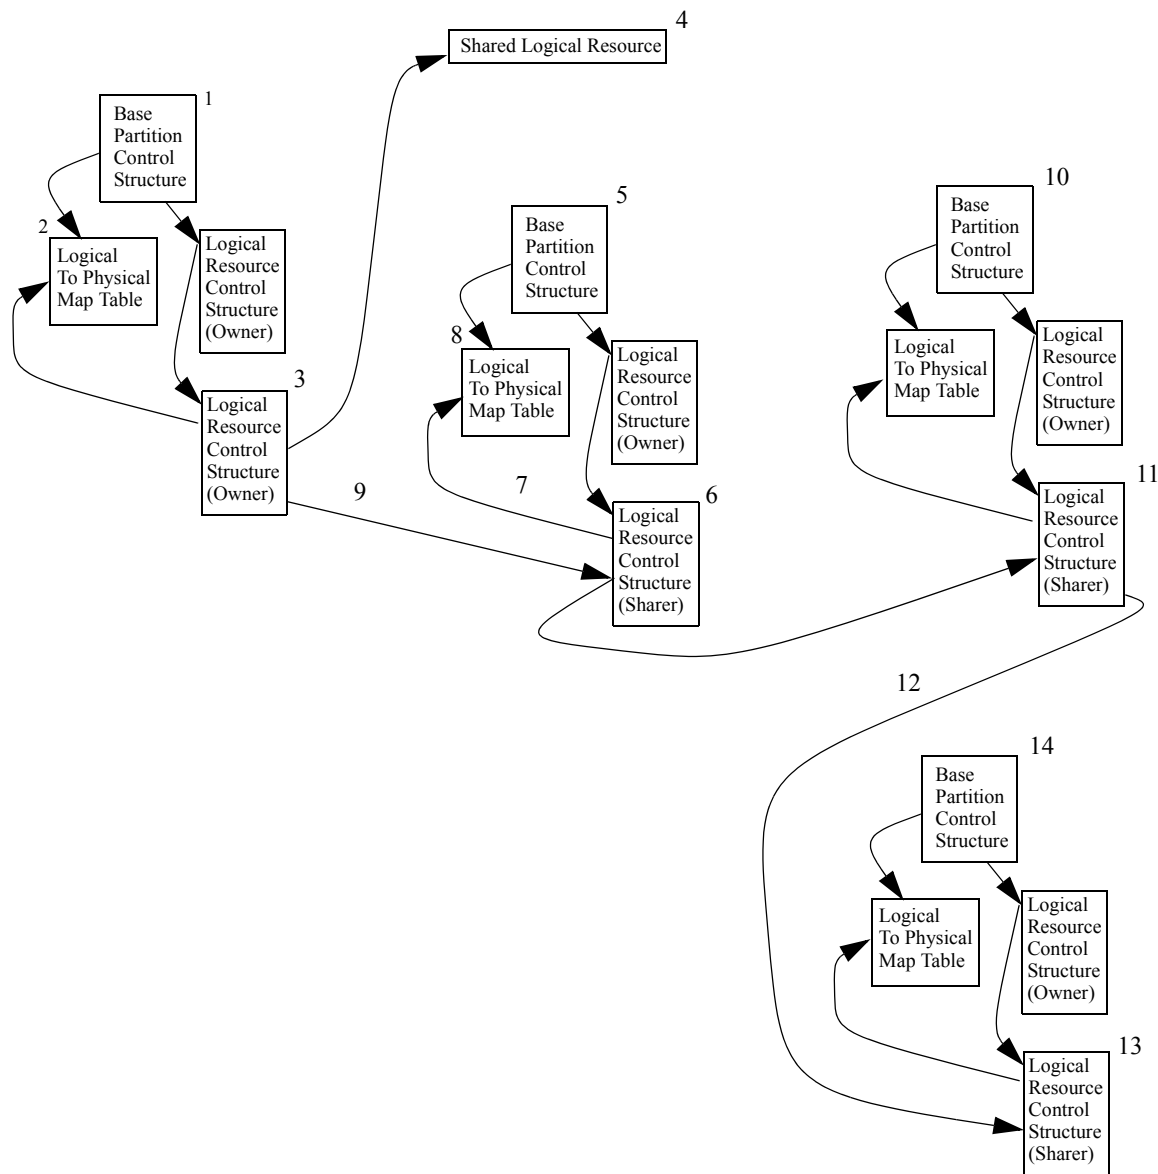 4
Shared Logical Resource
1
Base
Partition
Control
Structure
2
Logical
To Physical
Map Table
Logical
Resource
Control
Structure
(Owner)
3
Logical
Resource
Control
Structure
(Owner)
9
5
Base
Partition
Control
Structure
8
Logical
To Physical
Map Table
Logical
Resource
Control
Structure
(Owner)
7
6
Logical
Resource
Control
Structure
(Sharer)
10
Base
Partition
Control
Structure
Logical
To Physical
Map Table
Logical
Resource
Control
Structure
(Owner)
11
Logical
Resource
Control
Structure
(Sharer)
12
14
Base
Partition
Control
Structure
Logical
To Physical
Map Table
Logical
Resource
Control
Structure
(Owner)
13
Logical
Resource
Control
Structure
(Sharer)